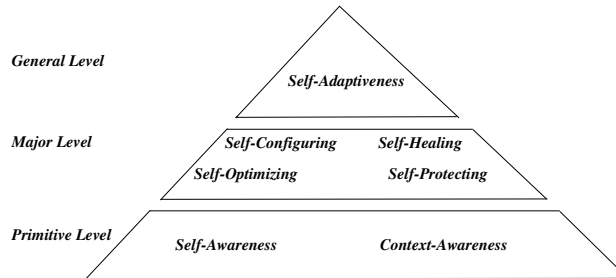 General Level
Self-Adaptiveness
Major Level
Self-Configuring Self-Healing
Self-Optimizing Self-Protecting
Primitive Level
Self-Awareness Context-Awareness